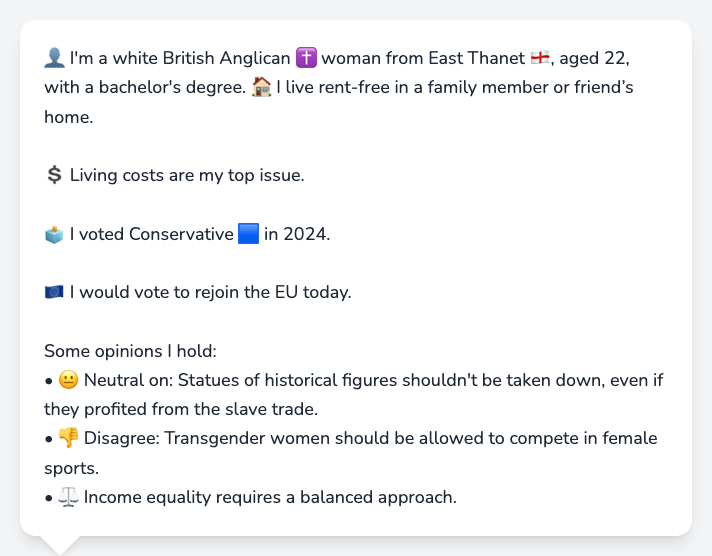 👤 I'm a white British Anglican ✝️ woman from East Thanet 🏴󠁧󠁢󠁥󠁮󠁧󠁿, aged 22,
with a bachelor's degree. 🏠 I live rent-free in a family member or friend’s
home.
💲 Living costs are my top issue.
🗳️ I voted Conservative 🟦 in 2024.
🇪🇺 I would vote to rejoin the EU today.
Some opinions I hold:
• 😐 Neutral on: Statues of historical figures shouldn't be taken down, even if
they profited from the slave trade.
• 👎 Disagree: Transgender women should be allowed to compete in female
sports.
• ⚖️ Income equality requires a balanced approach.